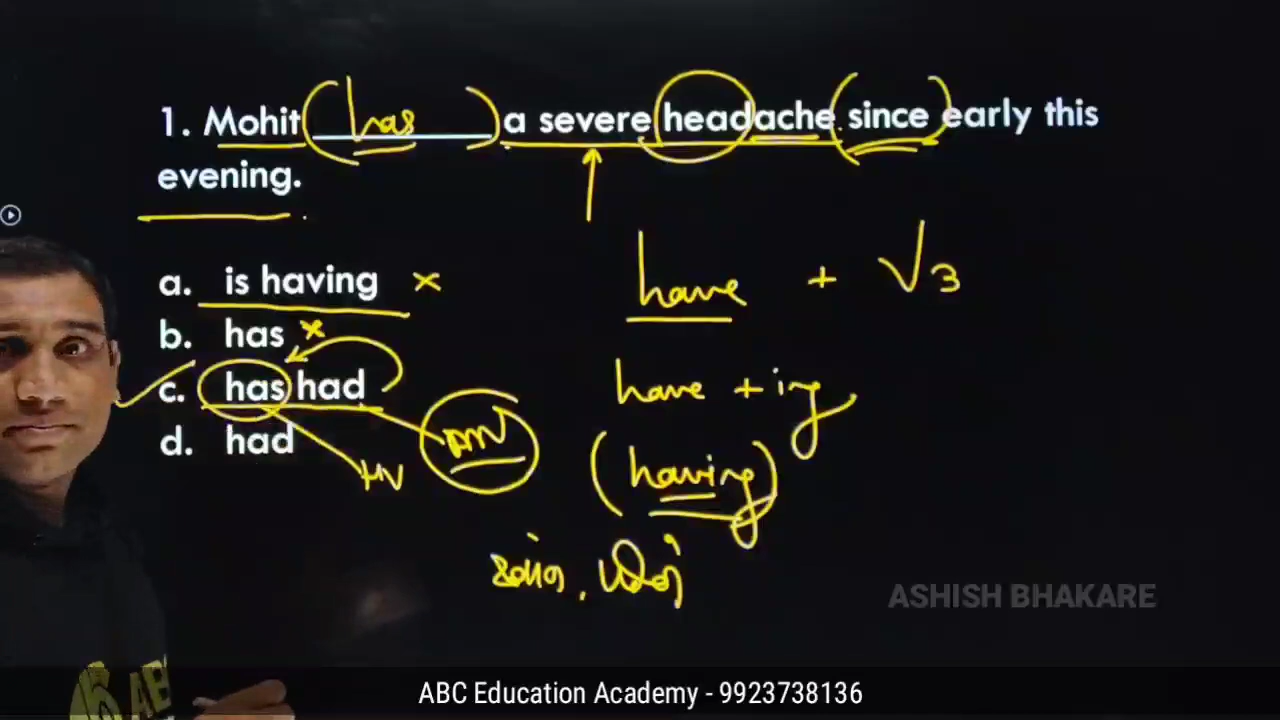 1. Mohit has a severe headache since early this
evening.
a. is having ×
b. has ×
c. has had
d. had
have + V3
have + ing
(having)
HV
ASHISH BHAKARE
ABC Education Academy - 9923738136